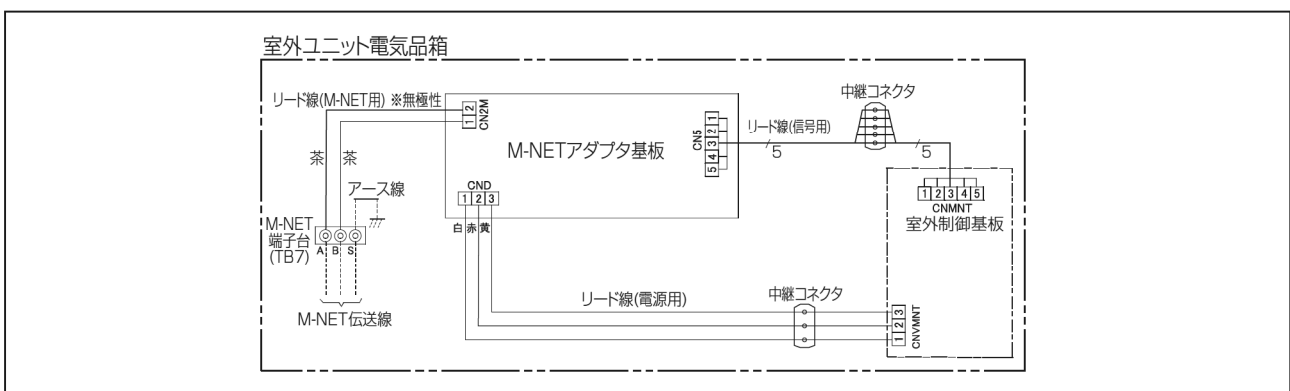 室外ユニット電気品箱
リード線(M-NET用) ※無極性
中継コネクタ
1 2
CN2M
M-NETアダプタ基板
CN5
1 2 3 4 5
リード線(信号用)
5
5
茶
茶
アース線
CND
1 2 3
白 赤 黄
1 2 3 4 5
CNMNT
室外制御基板
M-NET
端子台
(TB7)
A B S
M-NET伝送線
リード線(電源用)
中継コネクタ
1 2 3
CNVMNT